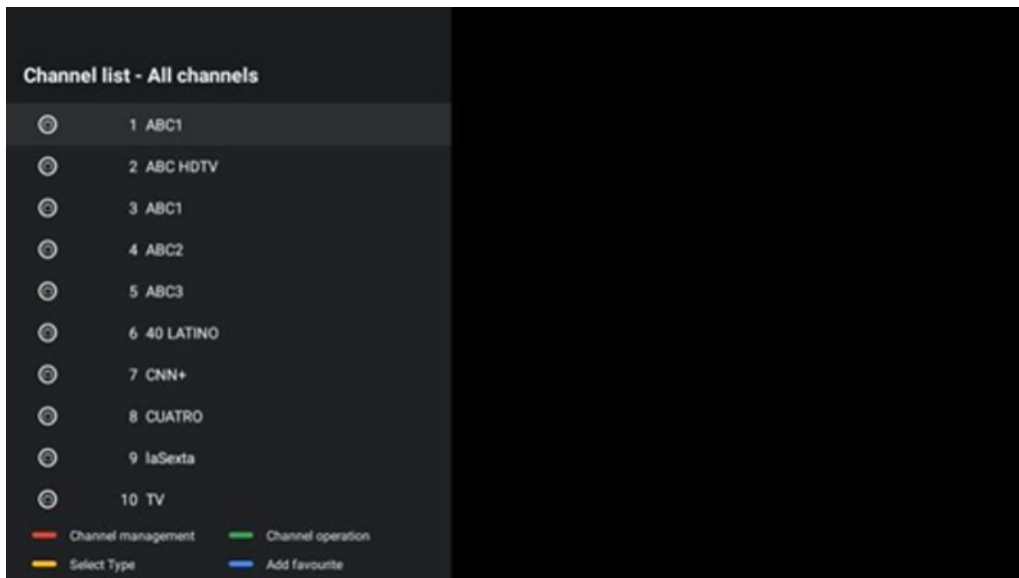 Channel list - All channels
1 ABC1
2 ABC HDTV
3 ABC1
4 ABC2
5 ABC3
6 40 LATINO
7 CNN+
8 CUATRO
9 laSexta
10 TV
Channel management Channel operation
Select Type Add favourite